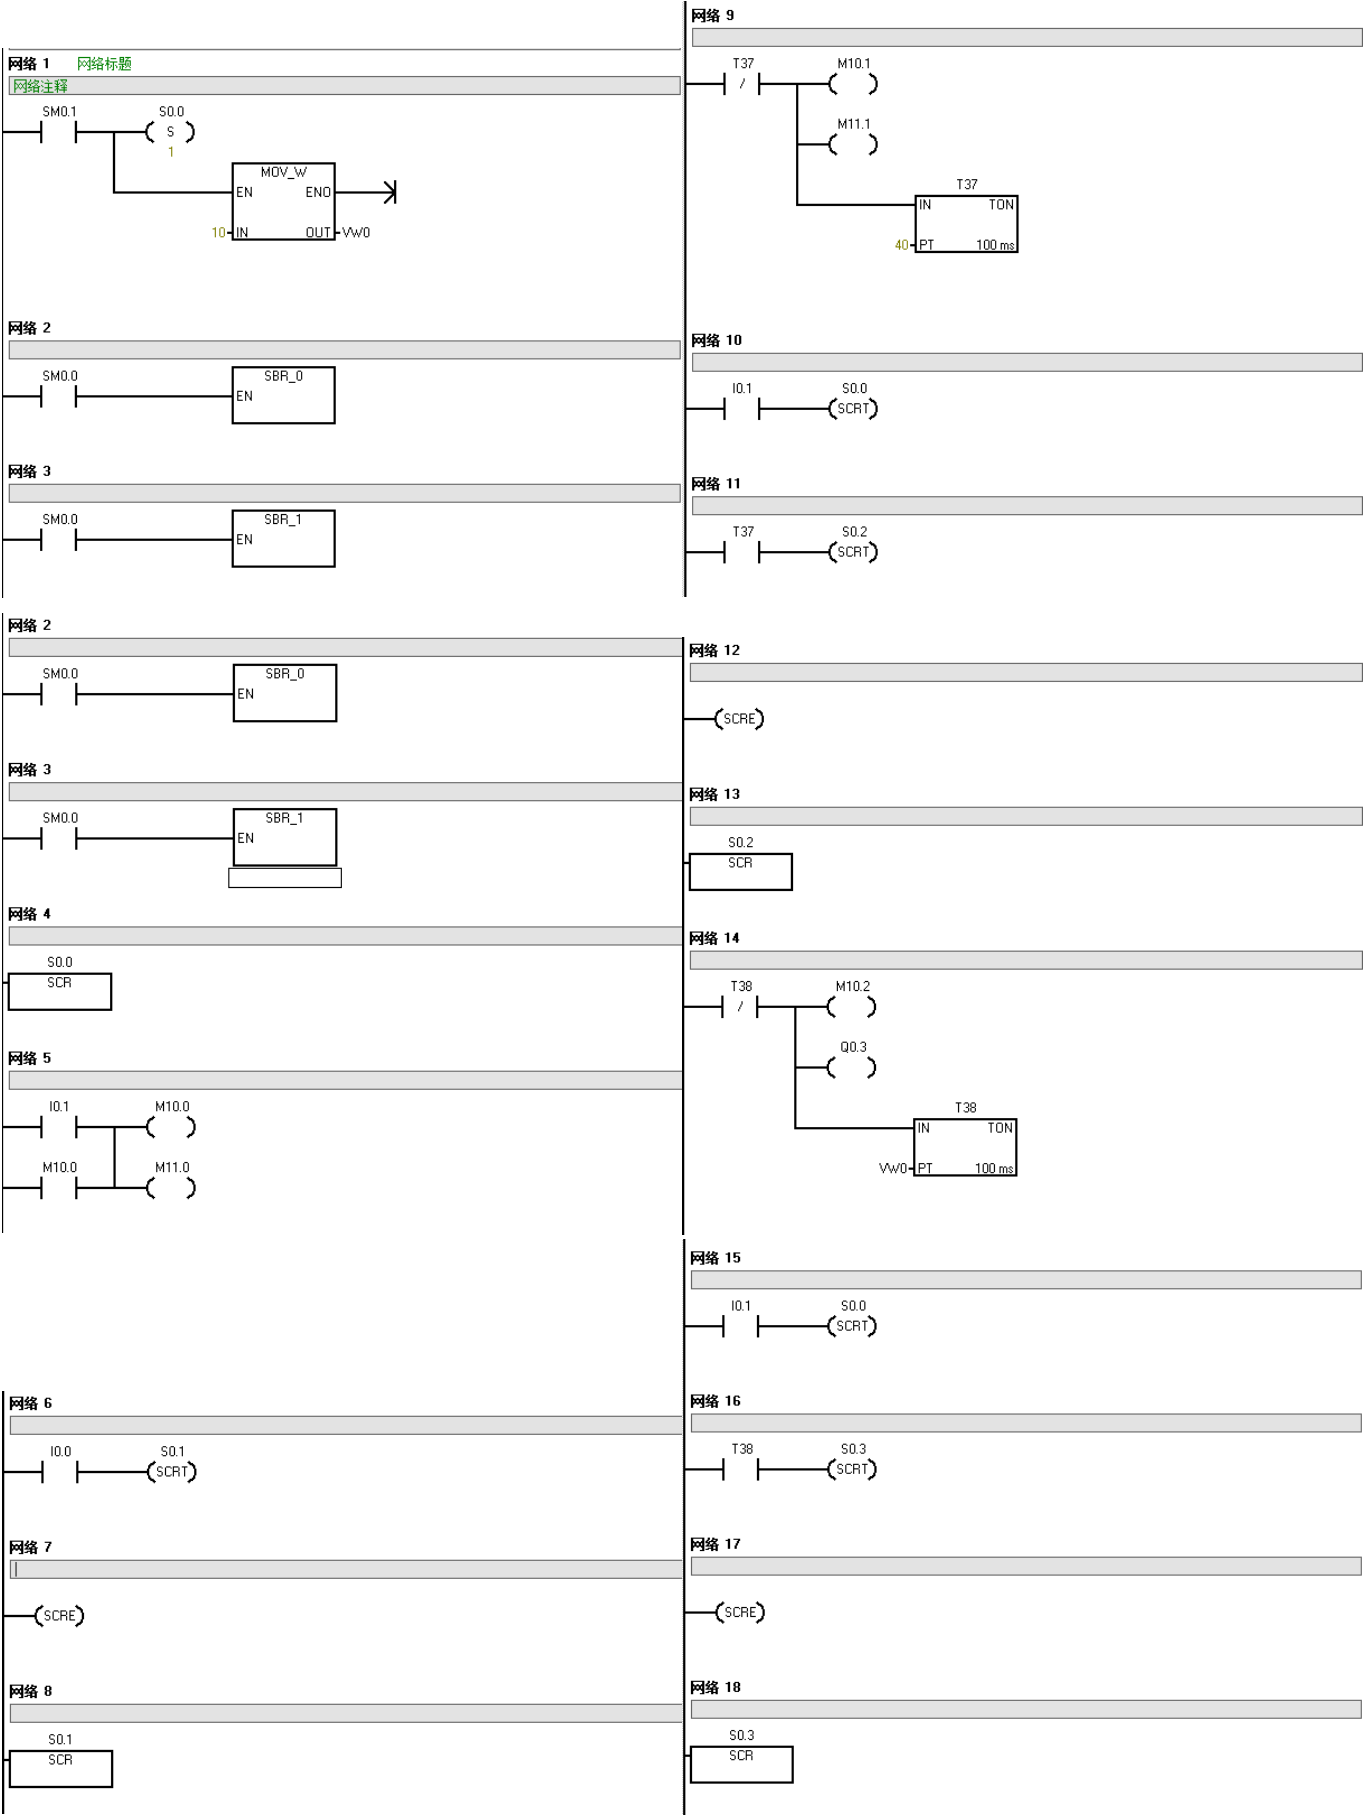 网络 1 网络标题
网络注释
SM0.1 S0.0
S
1
MOV_W
EN ENO
10 IN OUT VW0
网络 2
SM0.0 SBR_0
EN
网络 3
SM0.0 SBR_1
EN
网络 9
T37 M10.1
/
M11.1
T37
IN TON
40 PT 100 ms
网络 10
I0.1 S0.0
SCRT
网络 11
T37 S0.2
SCRT
网络 2
SM0.0 SBR_0
EN
网络 3
SM0.0 SBR_1
EN
网络 4
S0.0
SCR
网络 5
I0.1 M10.0
M10.0 M11.0
网络 12
SCRE
网络 13
S0.2
SCR
网络 14
T38 M10.2
/
Q0.3
T38
IN TON
VW0 PT 100 ms
网络 6
I0.0 S0.1
SCRT
网络 7
SCRE
网络 8
S0.1
SCR
网络 15
I0.1 S0.0
SCRT
网络 16
T38 S0.3
SCRT
网络 17
SCRE
网络 18
S0.3
SCR